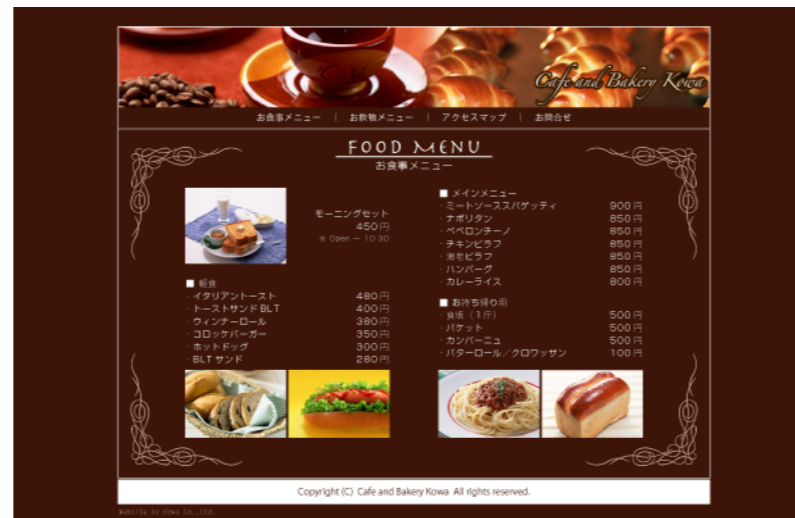 Cafe and Bakery Kowa
お食事メニュー | お飲物メニュー | アクセスマップ | お問合せ
FOOD MENU
お食事メニュー
モーニングセット
450円
※ Open ー 10:30
■ 軽食
・イタリアントースト 480円
・トーストサンド BLT 400円
・ウィンナーロール 380円
・コロッケバーガー 350円
・ホットドッグ 300円
・BLT サンド 280円
■ メインメニュー
・ミートソーススパゲッティ 900円
・ナポリタン 850円
・ペペロンチーノ 850円
・チキンピラフ 850円
・海老ピラフ 850円
・ハンバーグ 850円
・カレーライス 800円
■ お持ち帰り用
・食版（1斤） 500円
・バケット 500円
・カンパーニュ 500円
・バターロール／クロワッサン 100円
Copyright (C) Cafe and Bakery Kowa All rights reserved.
Website by Kowa Co.,Ltd.